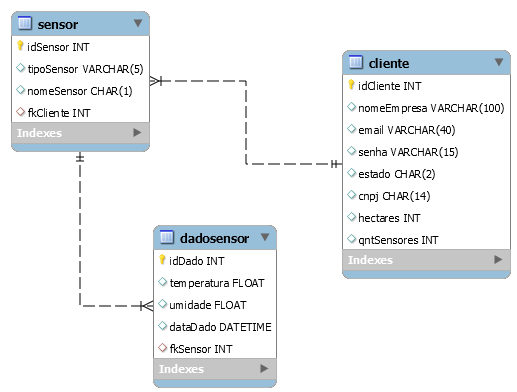 sensor
idSensor INT
tipoSensor VARCHAR(5)
nomeSensor CHAR(1)
fkCliente INT
Indexes
cliente
idCliente INT
nomeEmpresa VARCHAR(100)
email VARCHAR(40)
senha VARCHAR(15)
estado CHAR(2)
cnpj CHAR(14)
hectares INT
qntSensores INT
Indexes
dadosensor
idDado INT
temperatura FLOAT
umidade FLOAT
dataDado DATETIME
fkSensor INT
Indexes